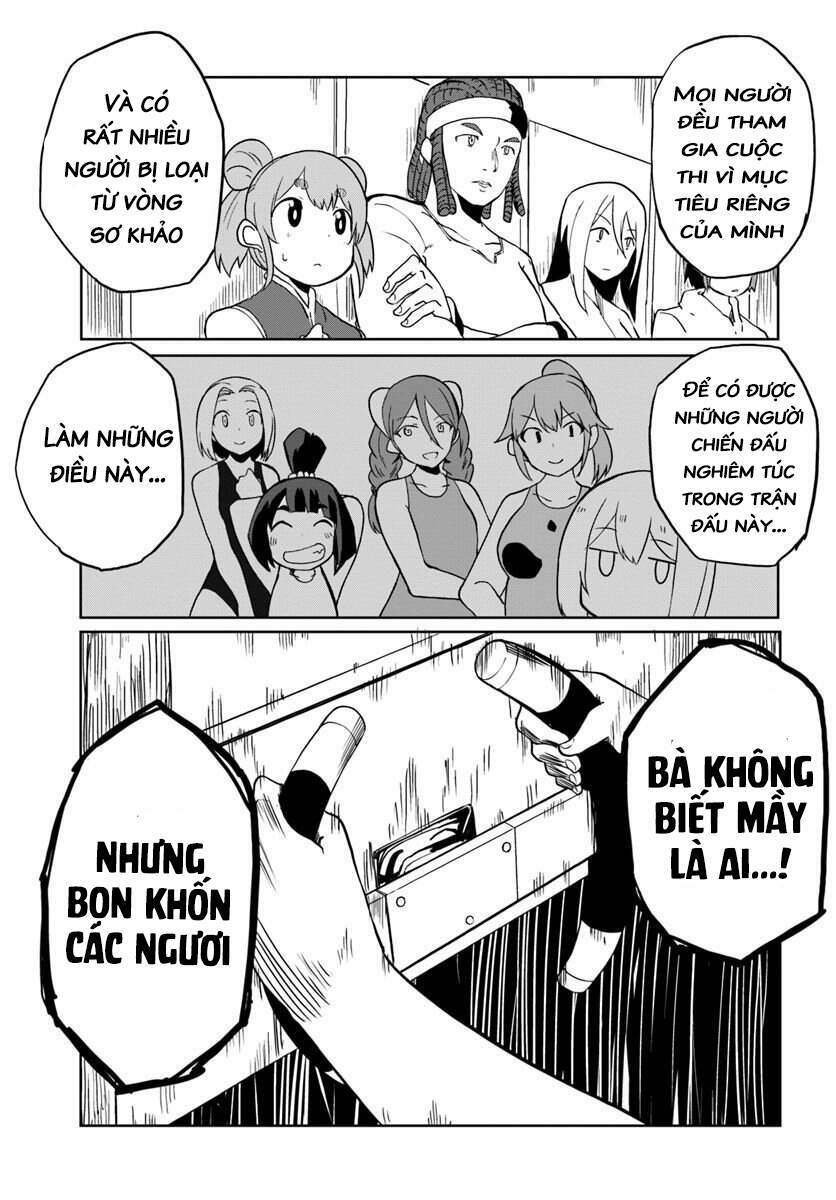 Mọi người
đều tham
gia cuộc
thi vì mục
tiêu riêng
của mình
Và có
rất nhiều
người bị loại
từ vòng
sơ khảo
Để có được
những người
chiến đấu
nghiêm túc
trong trận
đấu này...
Làm những
điều này...
BÀ KHÔNG
BIẾT MẦY
LÀ AI...!
NHƯNG
BỌN KHỐN
CÁC NGƯƠI